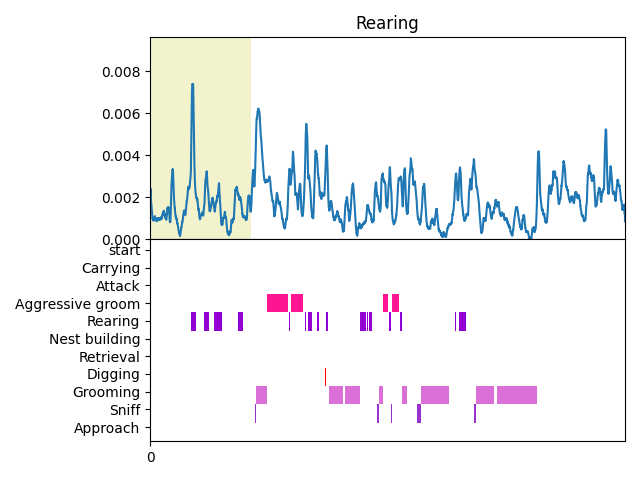 Rearing
0.008
0.006
0.004
0.002
0.000
start
Carrying
Attack
Aggressive groom
Rearing
Nest building
Retrieval
Digging
Grooming
Sniff
Approach
0